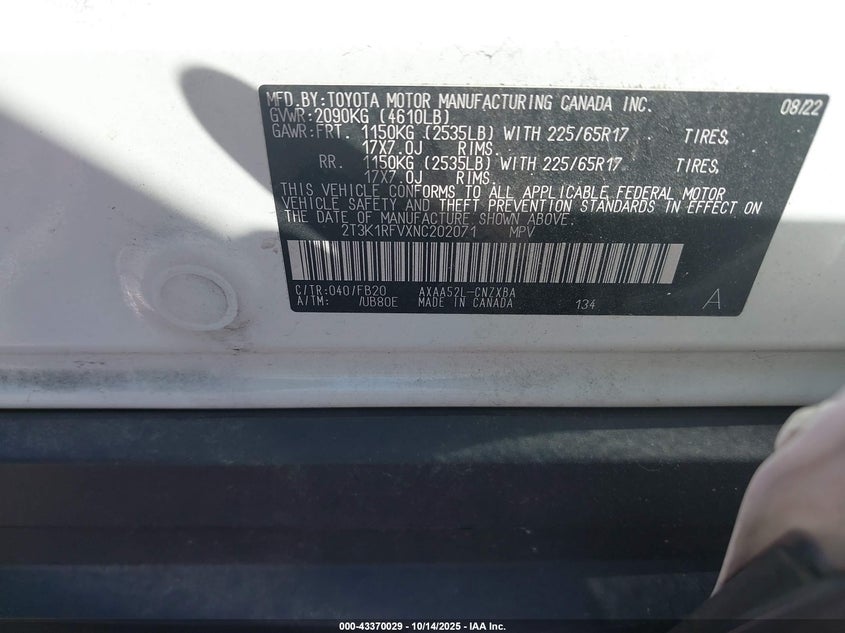 MFD.BY:TOYOTA MOTOR MANUFACTURING CANADA INC. 08/22
GVWR:2090KG (4610LB)
GAWR:FRT. 1150KG (2535LB) WITH 225/65R17 TIRES,
17X7.0J RIMS,
RR. 1150KG (2535LB) WITH 225/65R17 TIRES,
17X7.0J RIMS.
THIS VEHICLE CONFORMS TO ALL APPLICABLE FEDERAL MOTOR
VEHICLE SAFETY AND THEFT PREVENTION STANDARDS IN EFFECT ON
THE DATE OF MANUFACTURE SHOWN ABOVE.
2T3K1RFVXNC202071 MPV
C/TR:040/FB20 AXAA52L-CNZXBA
A/TM: /UB80E MADE IN CANADA 134 A
000-43370029 - 10/14/2025 - IAA Inc.